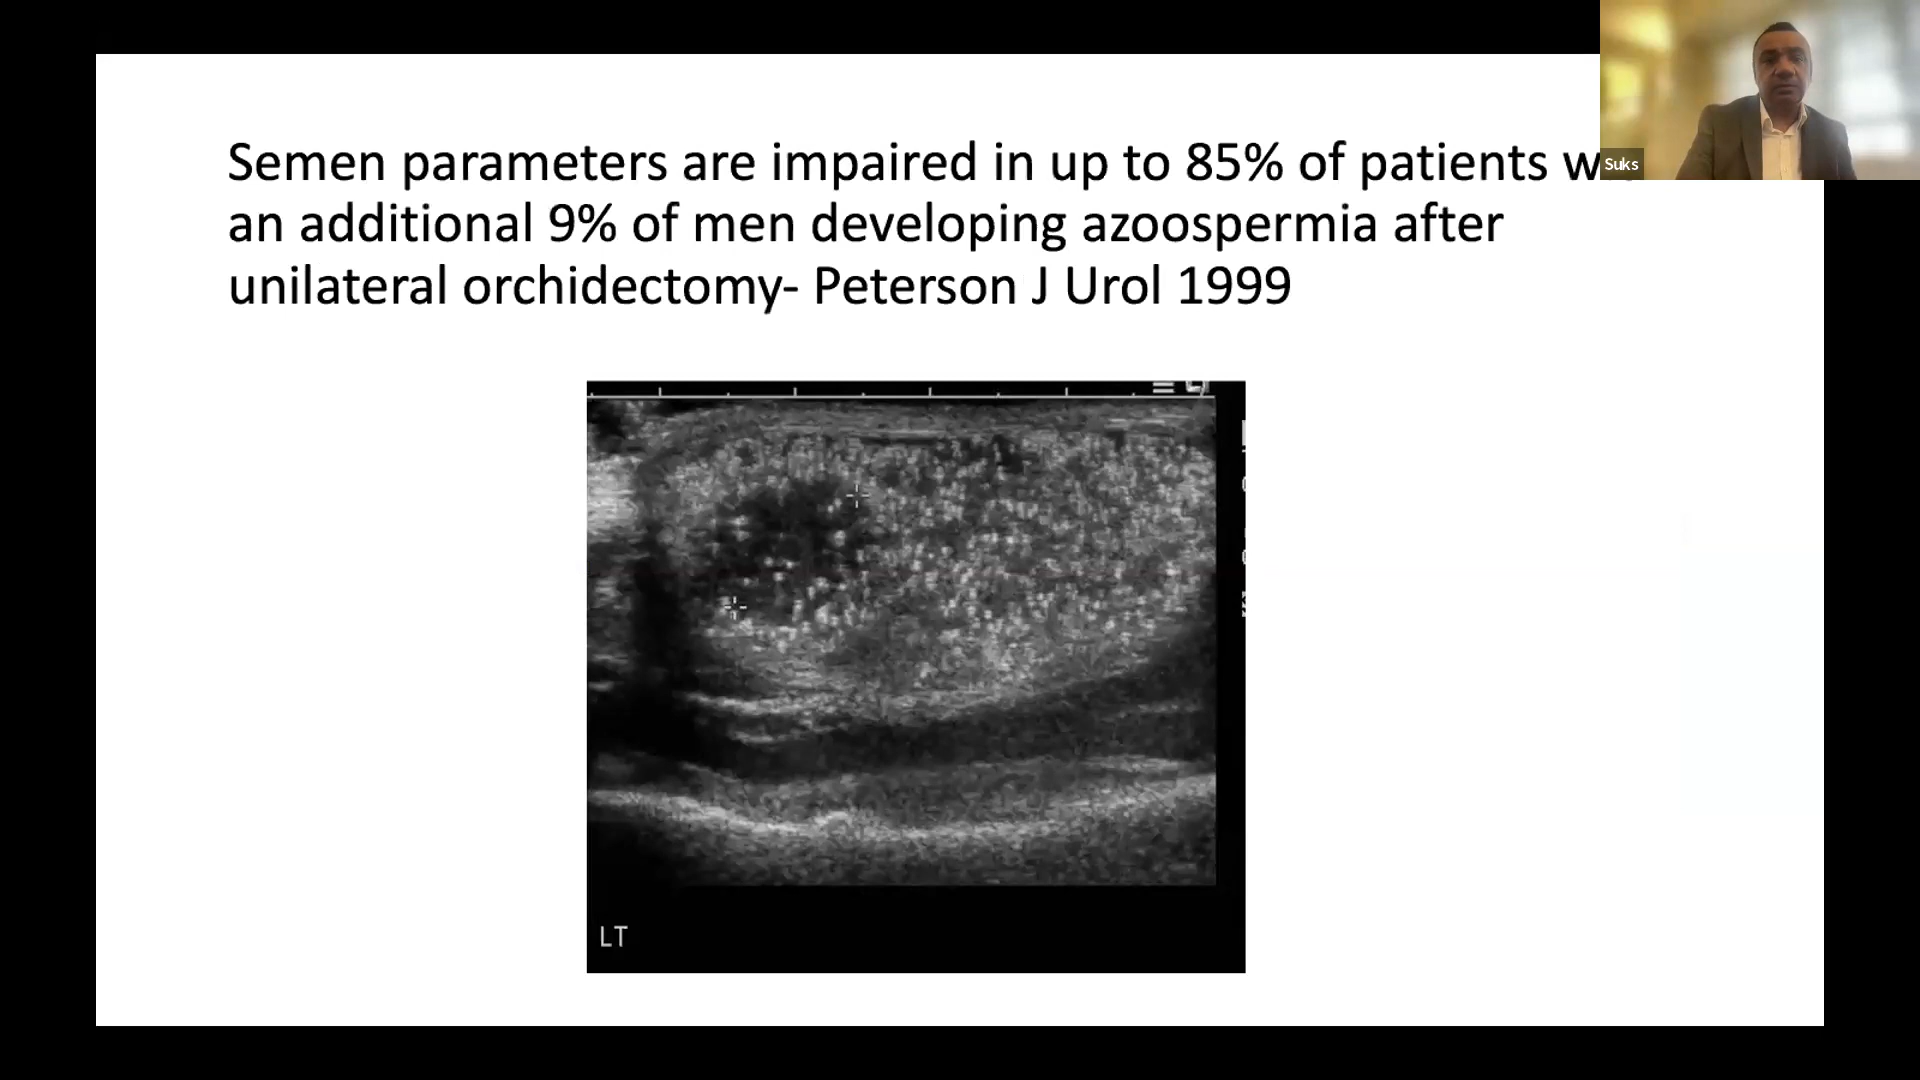 Semen parameters are impaired in up to 85% of patients
an additional 9% of men developing azoospermia after
unilateral orchidectomy- Peterson J Urol 1999
Suks
LT